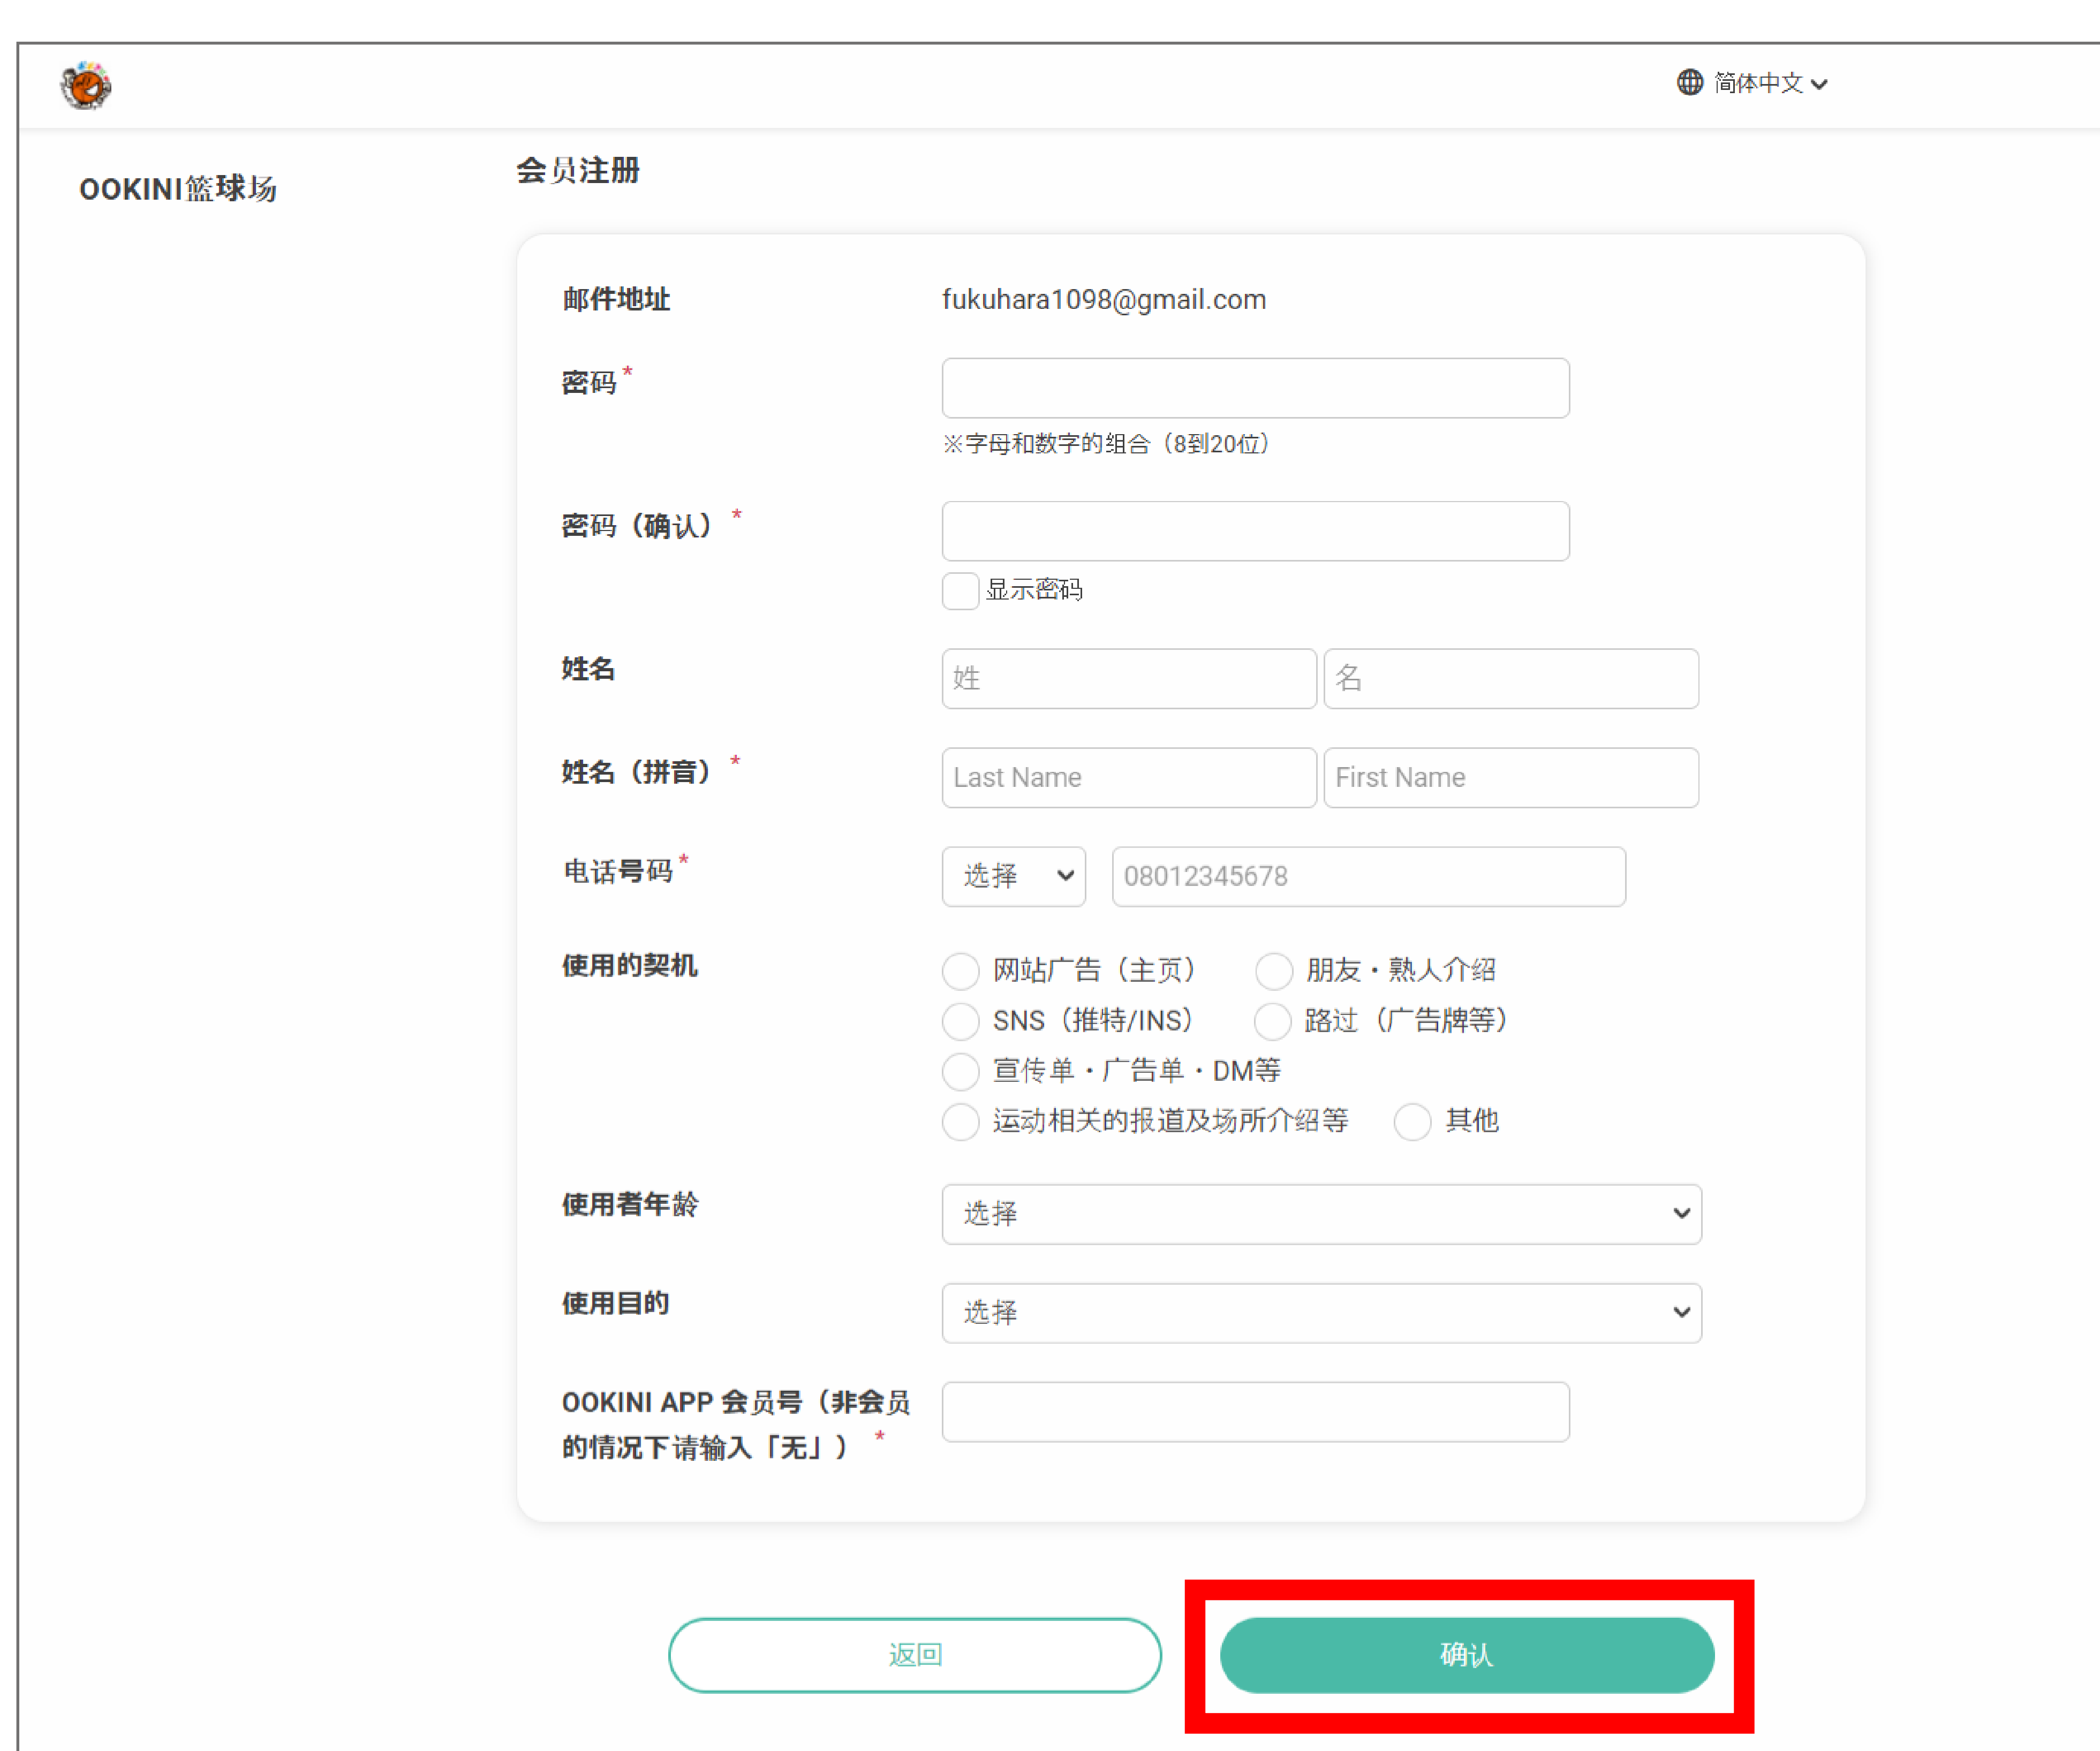 简体中文
OOKINI篮球场
会员注册
邮件地址 fukuhara1098@gmail.com
密码*
※字母和数字的组合（8到20位）
密码（确认）*
显示密码
姓名 姓 名
姓名（拼音）* Last Name First Name
电话号码* 选择 08012345678
使用的契机 网站广告（主页） 朋友・熟人介绍
SNS（推特/INS） 路过（广告牌等）
宣传单・广告单・DM等
运动相关的报道及场所介绍等 其他
使用者年龄 选择
使用目的 选择
OOKINI APP 会员号（非会员
的情况下请输入「无」）*
返回 确认